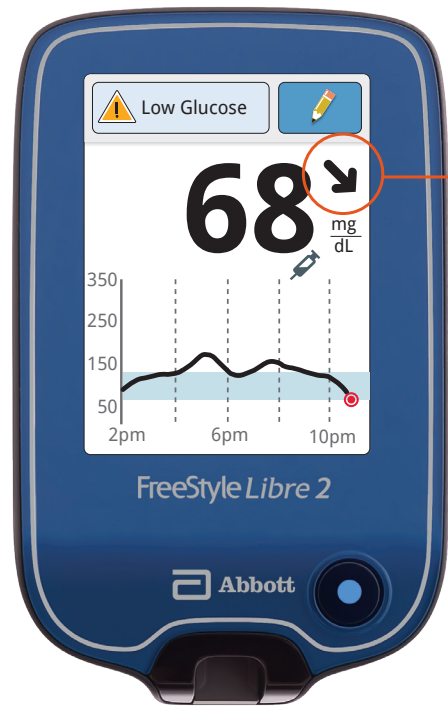 Low Glucose
68
mg
dL
350
250
150
50
2pm 6pm 10pm
FreeStyle Libre 2
Abbott